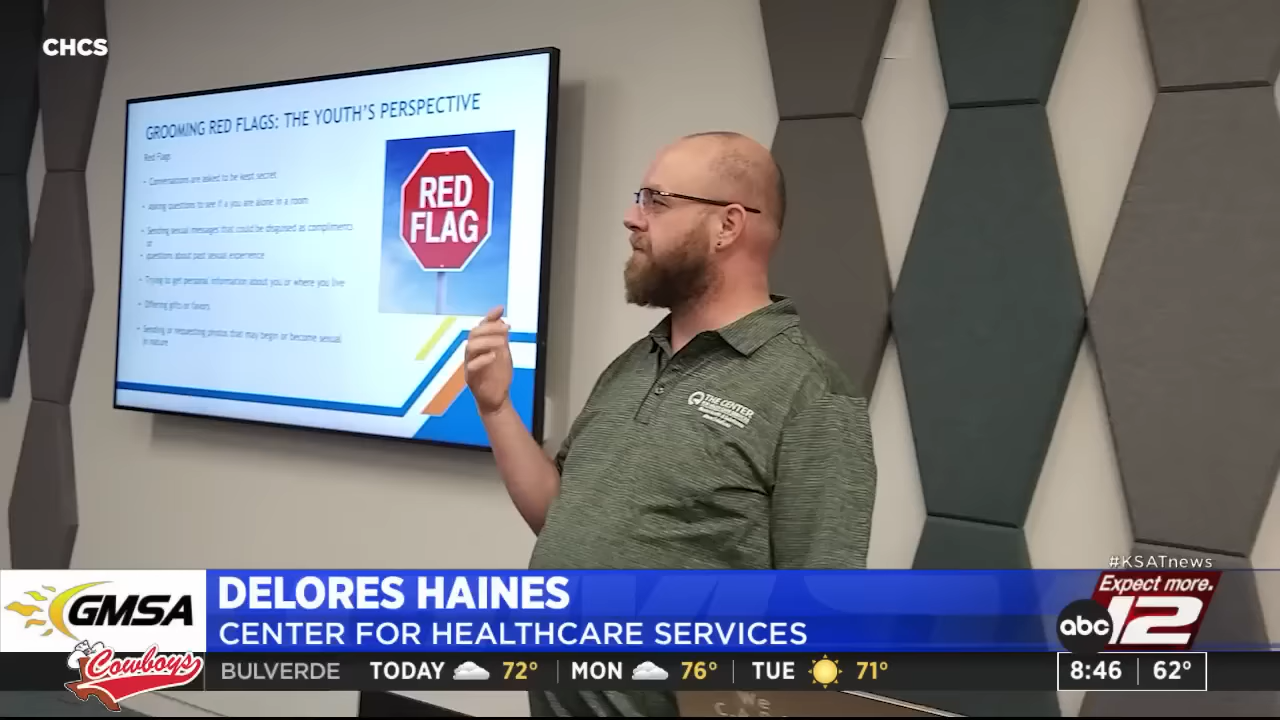 CHCS
GROOMING RED FLAGS: THE YOUTH'S PERSPECTIVE
Red Flags
• Conversations are asked to be kept secret
• asking questions to see if a you are alone in a room
• Sending sexual messages that could be disguised as compliments
or
• questions about past sexual experience
• Trying to get personal information about you or where you live
• Offering gifts or favors
• Sending or requesting photos that may begin or become sexual
in nature
RED
FLAG
THE CENTER
#KSATnews
GMSA
DELORES HAINES
CENTER FOR HEALTHCARE SERVICES
Expect more.
abc 12
Cowboys
BULVERDE TODAY 72° MON 76° TUE 71° 8:46 62°